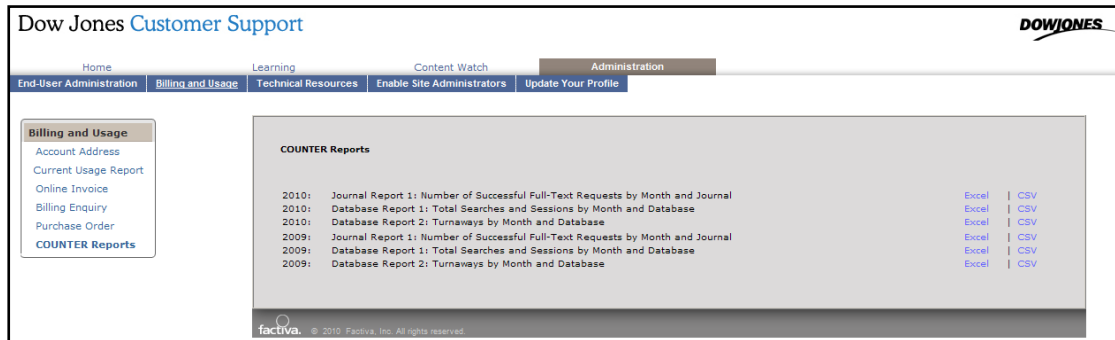 Dow Jones Customer Support
DOWJONES
Home Learning Content Watch Administration
End-User Administration Billing and Usage Technical Resources Enable Site Administrators Update Your Profile
Billing and Usage
Account Address
Current Usage Report
Online Invoice
Billing Enquiry
Purchase Order
COUNTER Reports
COUNTER Reports
2010: Journal Report 1: Number of Successful Full-Text Requests by Month and Journal Excel | CSV
2010: Database Report 1: Total Searches and Sessions by Month and Database Excel | CSV
2010: Database Report 2: Turnaways by Month and Database Excel | CSV
2009: Journal Report 1: Number of Successful Full-Text Requests by Month and Journal Excel | CSV
2009: Database Report 1: Total Searches and Sessions by Month and Database Excel | CSV
2009: Database Report 2: Turnaways by Month and Database Excel | CSV
factiva. © 2010 Factiva, Inc. All rights reserved.